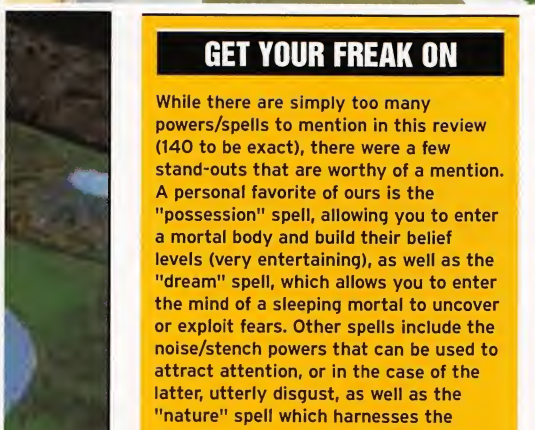 GET YOUR FREAK ON
While there are simply too many
powers/spells to mention in this review
(140 to be exact), there were a few
stand-outs that are worthy of a mention.
A personal favorite of ours is the
"possession" spell, allowing you to enter
a mortal body and build their belief
levels (very entertaining), as well as the
"dream" spell, which allows you to enter
the mind of a sleeping mortal to uncover
or exploit fears. Other spells include the
noise/stench powers that can be used to
attract attention, or in the case of the
latter, utterly disgust, as well as the
"nature" spell which harnesses the